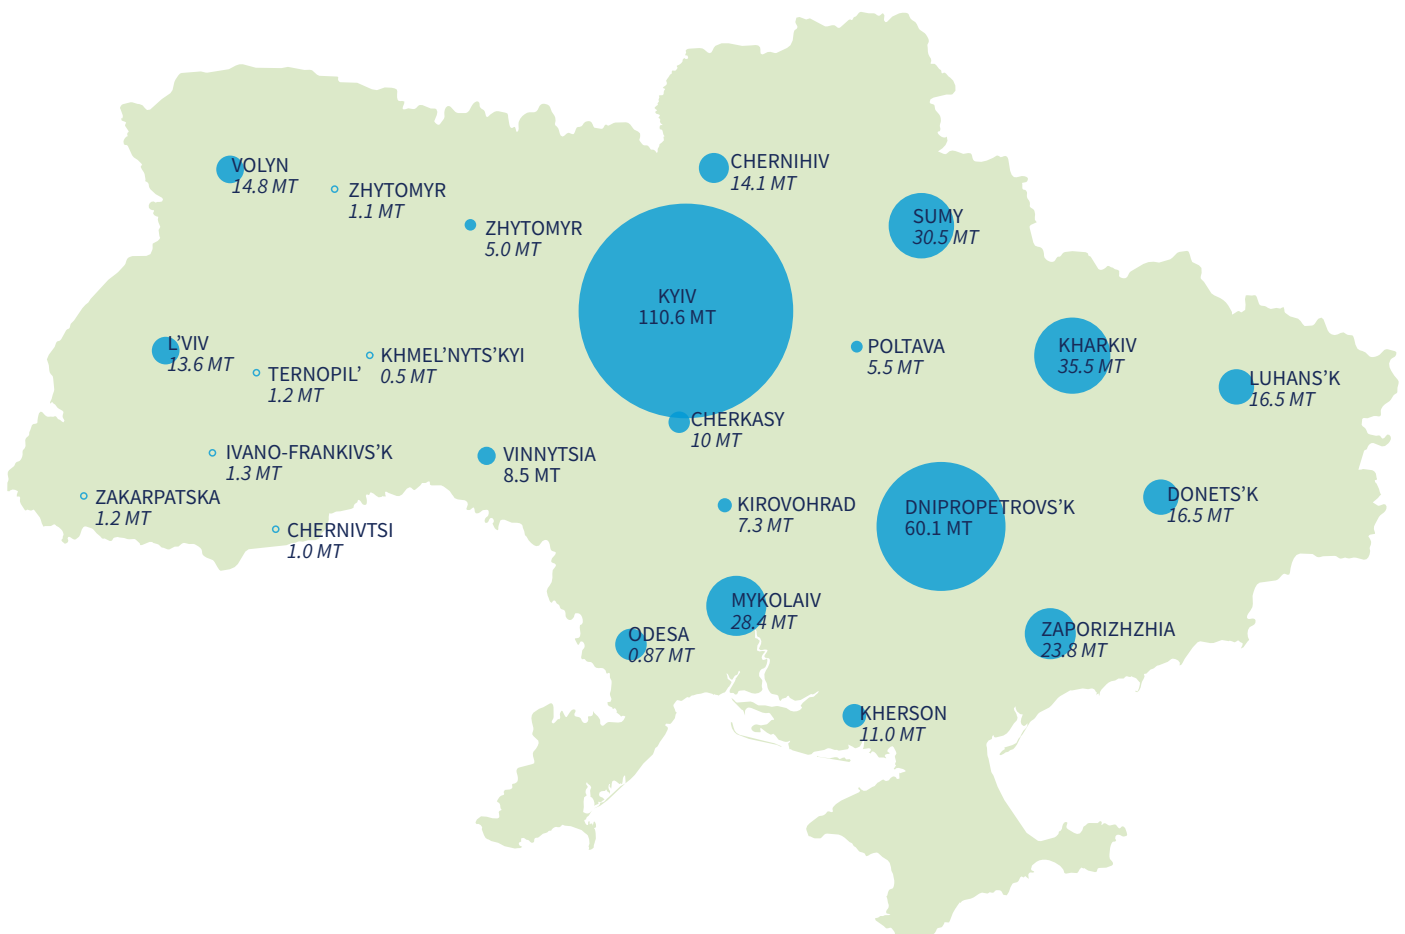 CHERNIHIV
14.1 MT
VOLYN
14.8 MT
ZHYTOMYR
1.1 MT
SUMY
30.5 MT
ZHYTOMYR
5.0 MT
KYIV
110.6 MT
L'VIV
13.6 MT
KHMEL'NYTS'KYI
0.5 MT
TERNOPIL'
1.2 MT
POLTAVA
5.5 MT
KHARKIV
35.5 MT
LUHANS'K
16.5 MT
CHERKASY
10 MT
IVANO-FRANKIVS'K
1.3 MT
VINNYTSIA
8.5 MT
ZAKARPATSKA
1.2 MT
CHERNIVTSI
1.0 MT
KIROVOHRAD
7.3 MT
DNIPROPETROVS'K
60.1 MT
DONETS'K
16.5 MT
MYKOLAIV
28.4 MT
ODESA
0.87 MT
ZAPORIZHZHIA
23.8 MT
KHERSON
11.0 MT